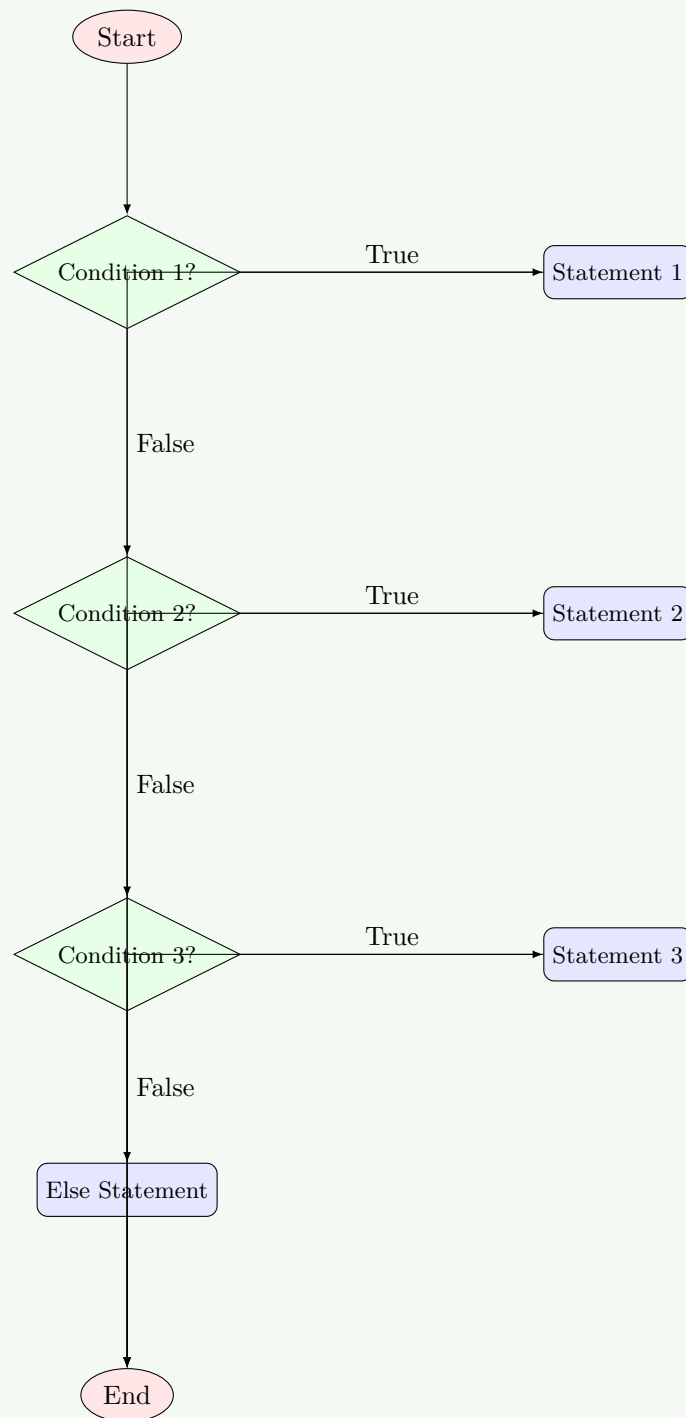 Start
Condition 1?
True
Statement 1
False
Condition 2?
True
Statement 2
False
Condition 3?
True
Statement 3
False
Else Statement
End